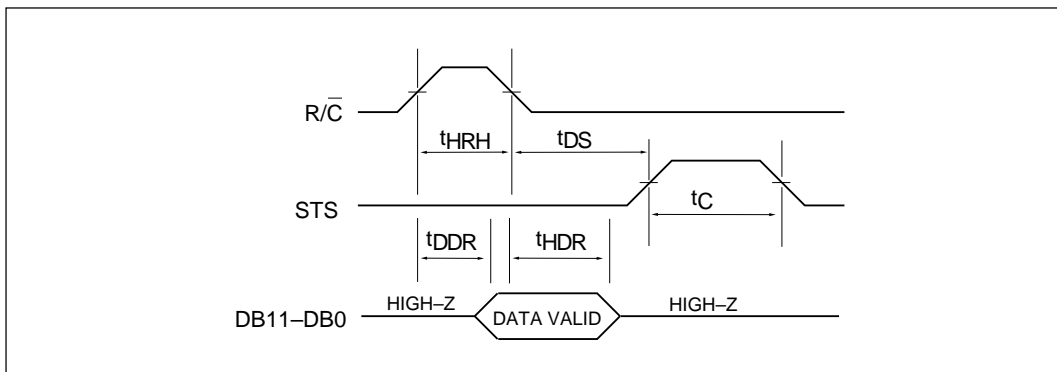 R/C̅
tHRH
tDS
STS
tC
tDDR
tHDR
DB11–DB0
HIGH–Z
DATA VALID
HIGH–Z